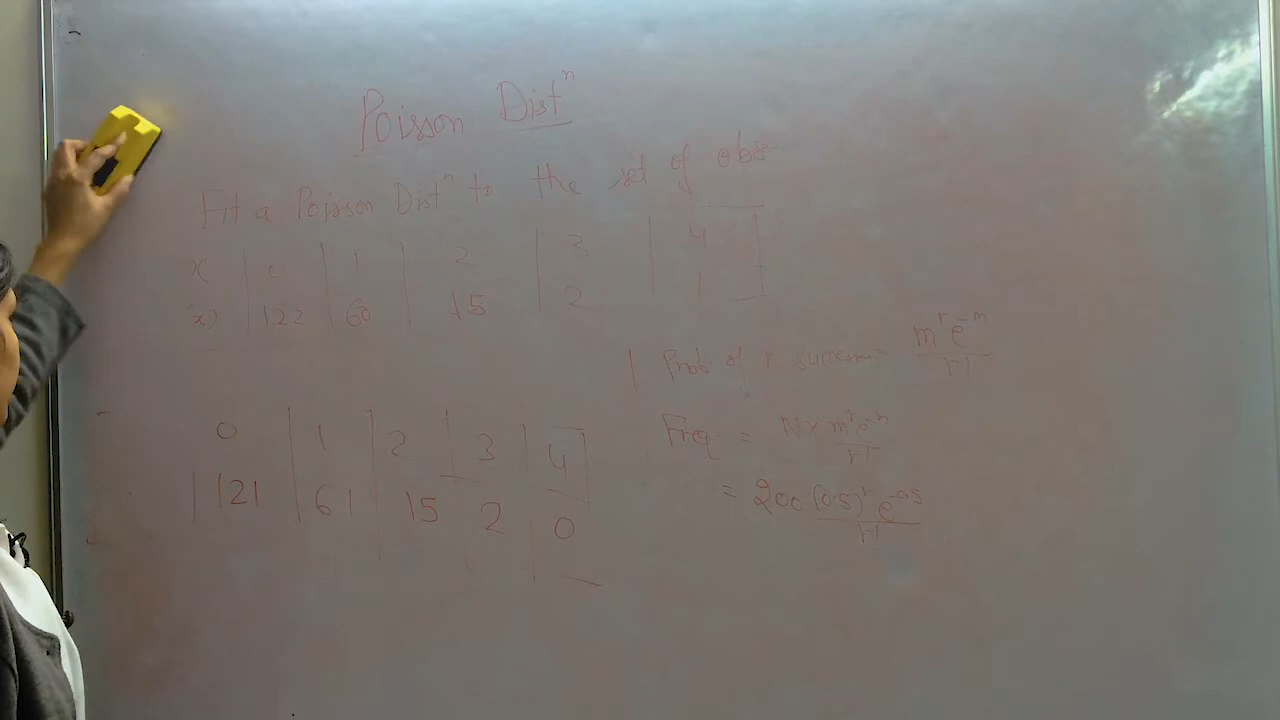 Poisson Distⁿ
Fit a Poisson Distⁿ to the set of obs-
x | 0 | 1 | 2 | 3 | 4
x) | 122 | 60 | 15 | 2 | 1
Prob of r success = mʳe⁻ᵐ/r!
0 | 1 | 2 | 3 | 4
121 | 61 | 15 | 2 | 0
Freq = N× mʳe⁻ᵐ/r!
= 200 (0.5)ʳ e⁻⁰·⁵/r!